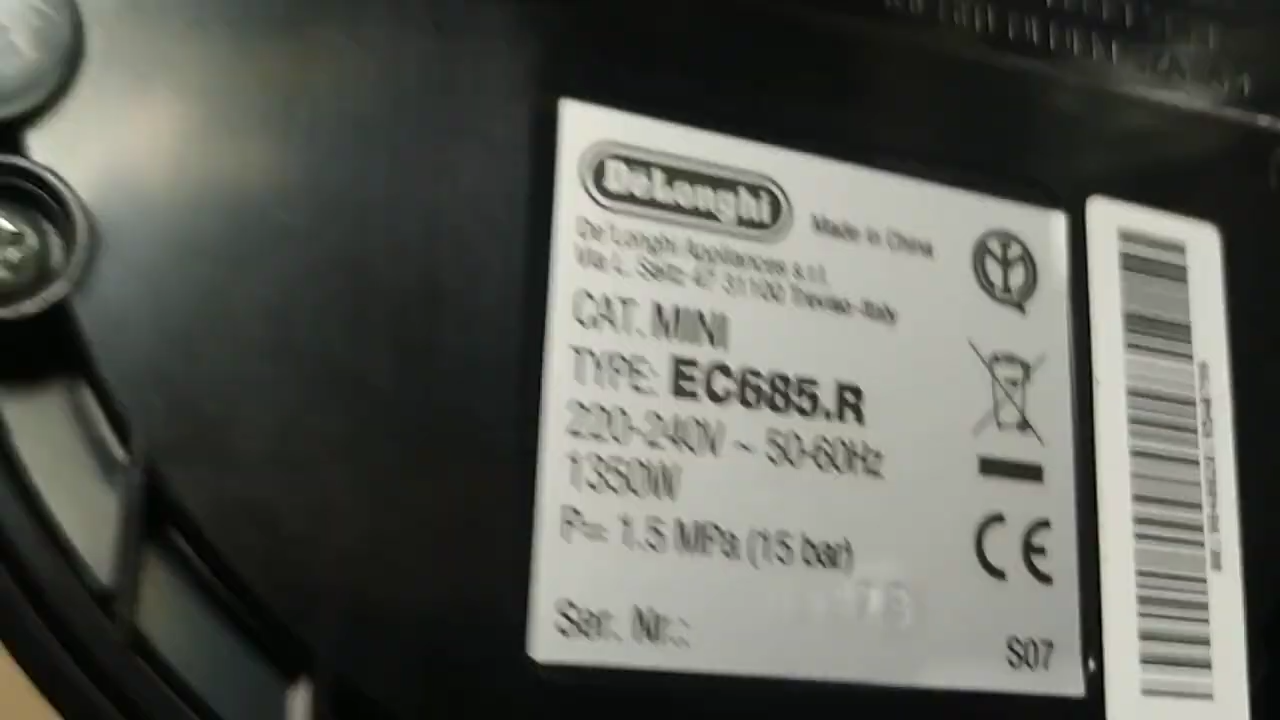 DeLonghi
Made in China
De'Longhi Appliances s.r.l.
Via L. Seitz 47 31100 Treviso-Italy
CAT. MINI
TYPE: EC685.R
220-240V ~ 50-60Hz
1350W
P= 1.5 MPa (15 bar)
Ser. Nr.:
S07
CE